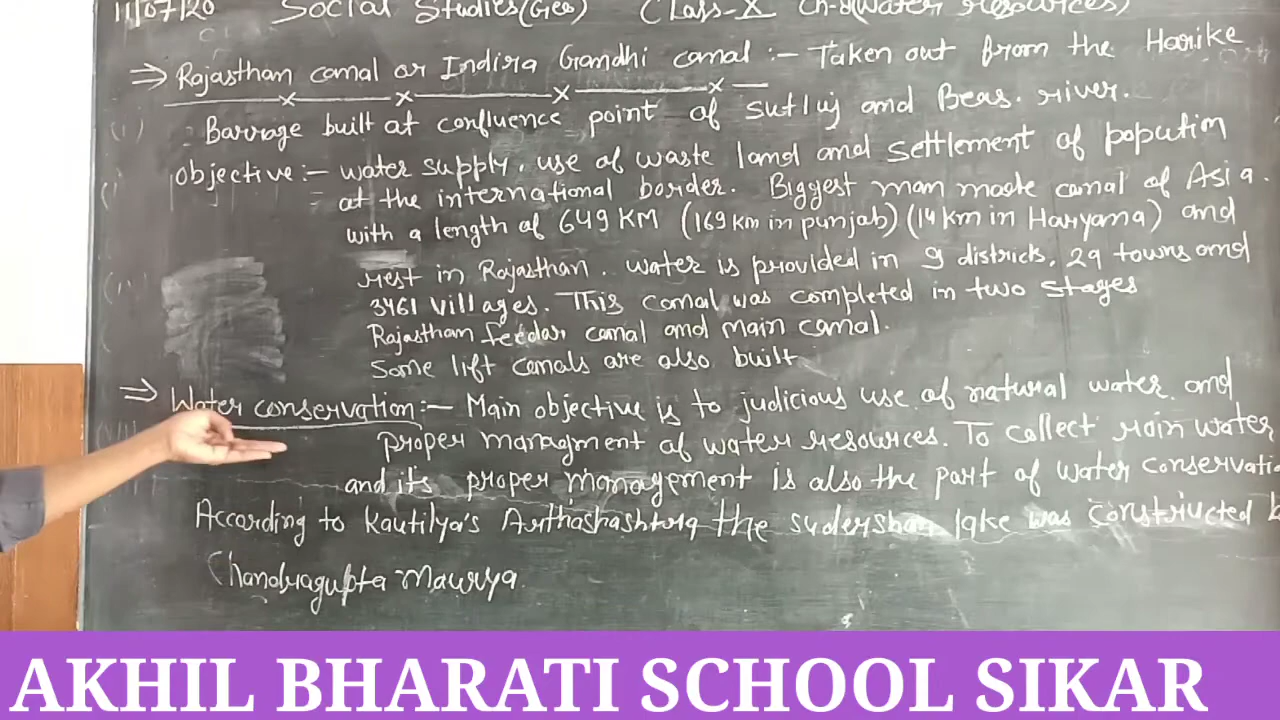 11/07/20 Social Studies(Geo) Class-X Ch-8(Water Resources)
⇒ Rajasthan canal or Indira Gandhi canal :- Taken out from the Harike
Barrage built at confluence point of Sutluj and Beas. river.
objective :- water supply, use of waste land and settlement of popution
at the international border. Biggest man made canal of Asia.
with a length of 649 KM (169 km in punjab) (14 km in Haryana) and
rest in Rajasthan. water is provided in 9 districts, 29 towns and
3461 villages. This canal was completed in two stages
Rajasthan feedar canal and main canal.
Some lift canals are also built
⇒ Water conservation :- Main objective is to judicious use of natural water and
proper managment of water resources. To collect rain water
and its proper management is also the part of water conservatio
According to Kautilya's Arthashashtra the sudershan lake was constructed b
Chandragupta Maurya.
AKHIL BHARATI SCHOOL SIKAR